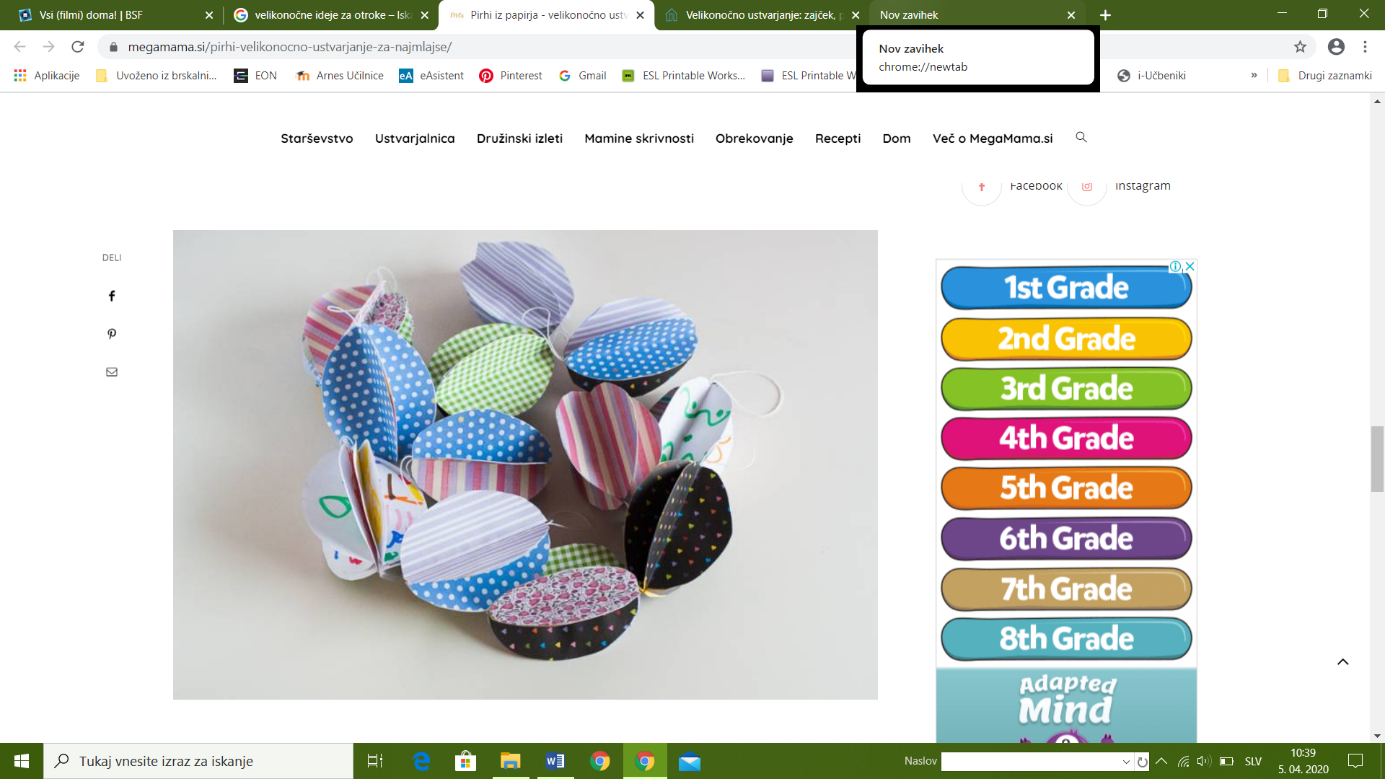 Vsi (filmi) doma! | BSF
velikonočne ideje za otroke – Iska
Pirhi iz papirja - velikonočno ustv
Velikonočno ustvarjanje: zajček, p
Nov zavihek
megamama.si/pirhi-velikonocno-ustvarjanje-za-najmlajse/
Nov zavihek
chrome://newtab
Aplikacije
Uvoženo iz brskalni...
EON
Arnes Učilnice
eAsistent
Pinterest
Gmail
ESL Printable Works...
ESL Printable W
i-Učbeniki
»
Drugi zaznamki
Starševstvo
Ustvarjalnica
Družinski izleti
Mamine skrivnosti
Obrekovanje
Recepti
Dom
Več o MegaMama.si
Facebook
Instagram
DELI
1st Grade
2nd Grade
3rd Grade
4th Grade
5th Grade
6th Grade
7th Grade
8th Grade
Adapted
Mind
Tukaj vnesite izraz za iskanje
Naslov
SLV
10:39
5. 04. 2020